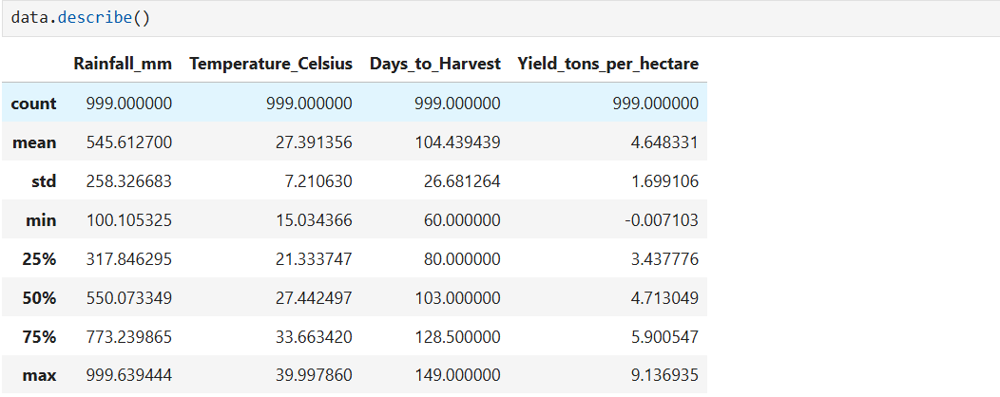 data.describe()
Rainfall_mm Temperature_Celsius Days_to_Harvest Yield_tons_per_hectare
count 999.000000 999.000000 999.000000 999.000000
mean 545.612700 27.391356 104.439439 4.648331
std 258.326683 7.210630 26.681264 1.699106
min 100.105325 15.034366 60.000000 -0.007103
25% 317.846295 21.333747 80.000000 3.437776
50% 550.073349 27.442497 103.000000 4.713049
75% 773.239865 33.663420 128.500000 5.900547
max 999.639444 39.997860 149.000000 9.136935